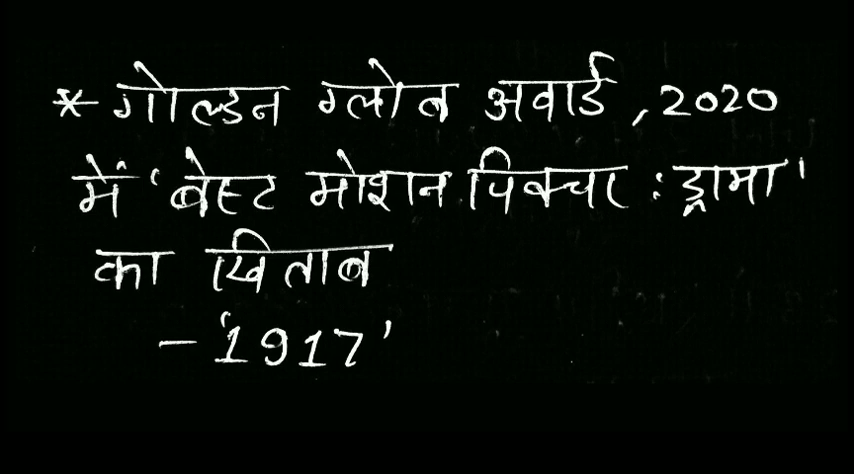 * गोल्डन ग्लोब अवार्ड, 2020
में 'बेस्ट मोशन पिक्चर : ड्रामा'
का खिताब
- '1917'